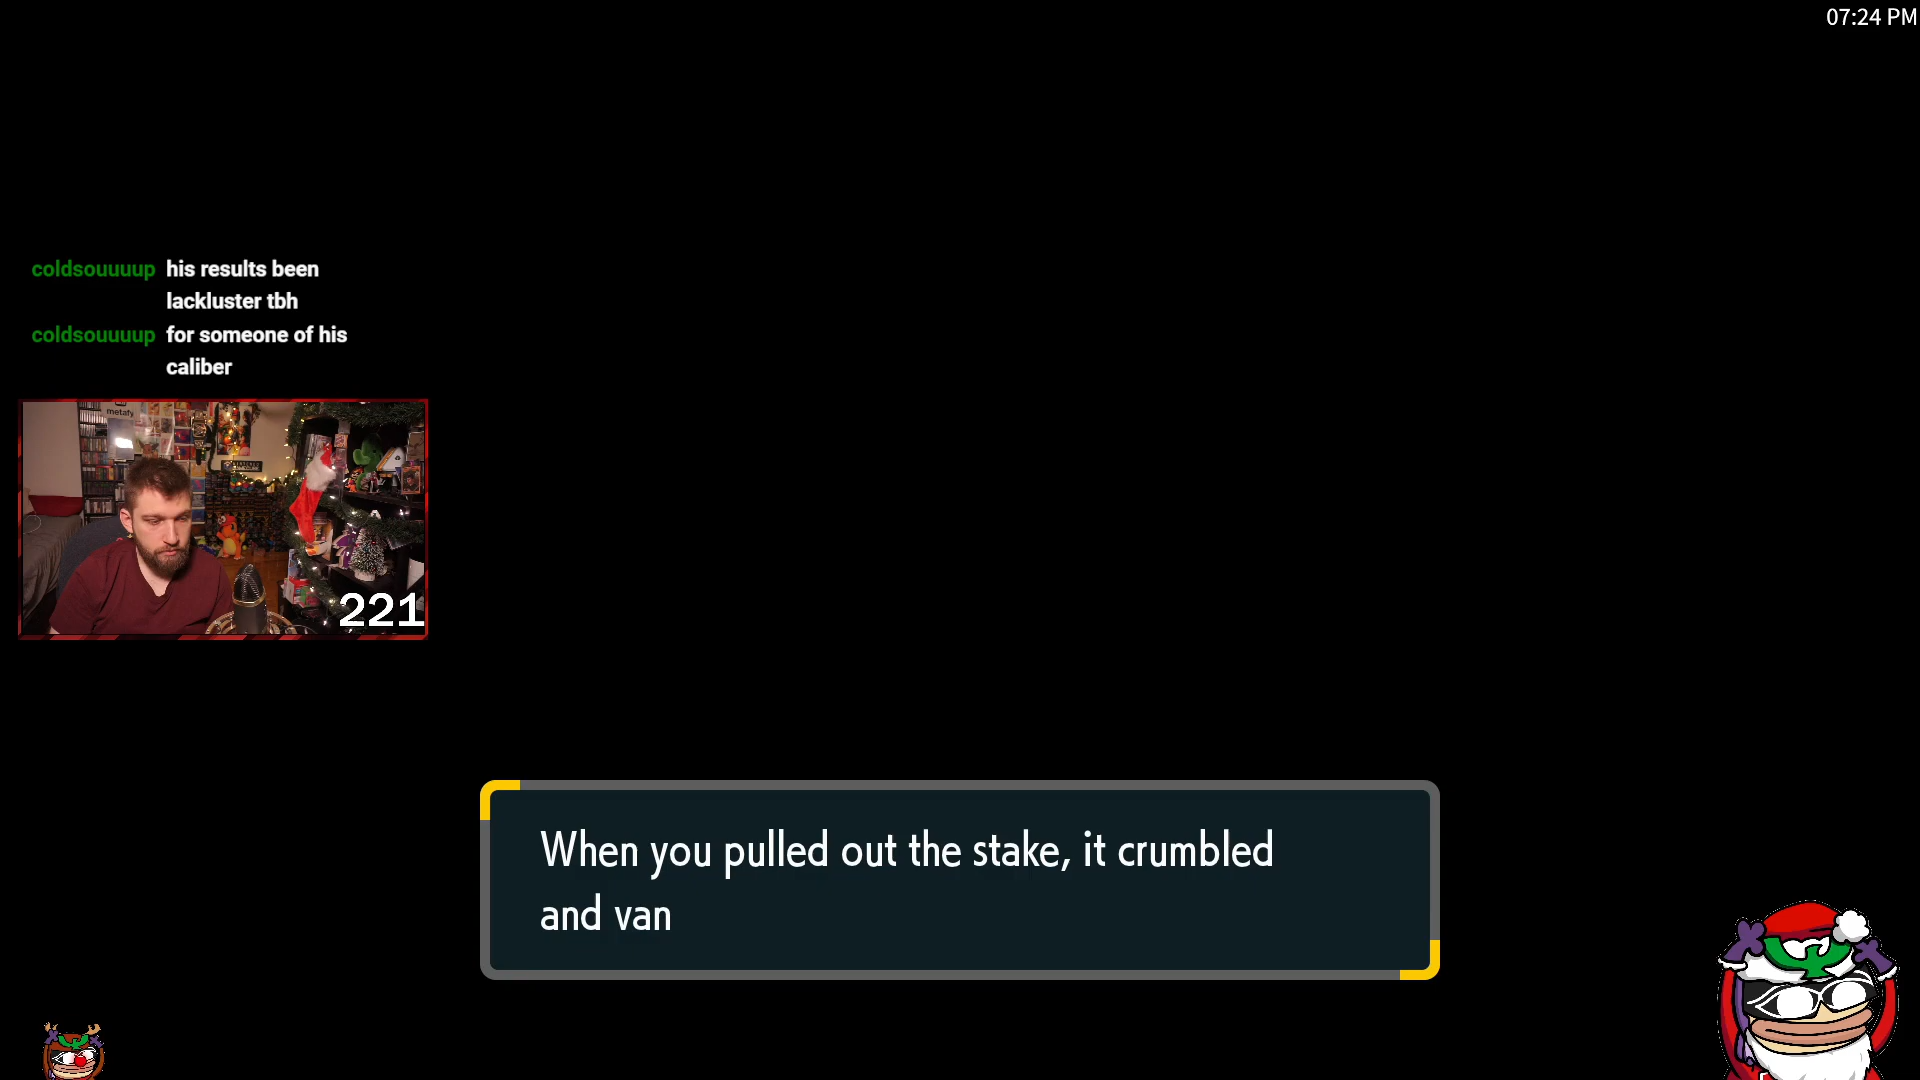 07:24 PM
coldsouuuup his results been
lackluster tbh
coldsouuuup for someone of his
caliber
metafy
221
When you pulled out the stake, it crumbled
and van